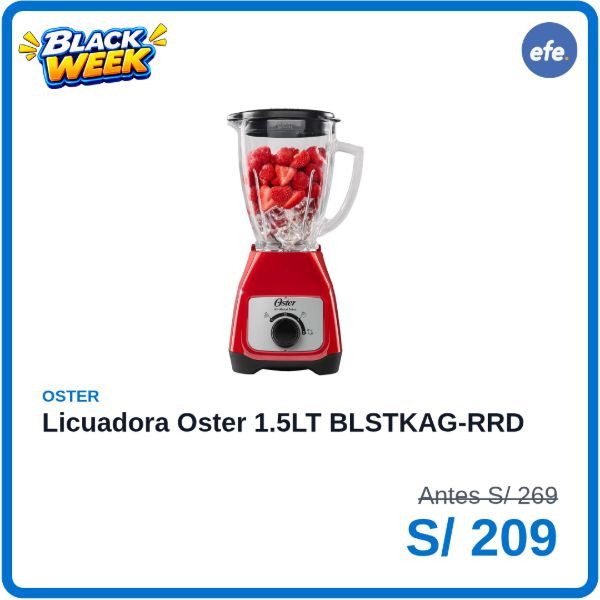 BLACK
WEEK
efe.
Oster
OSTER
Licuadora Oster 1.5LT BLSTKAG-RRD
Antes S/ 269
S/ 209